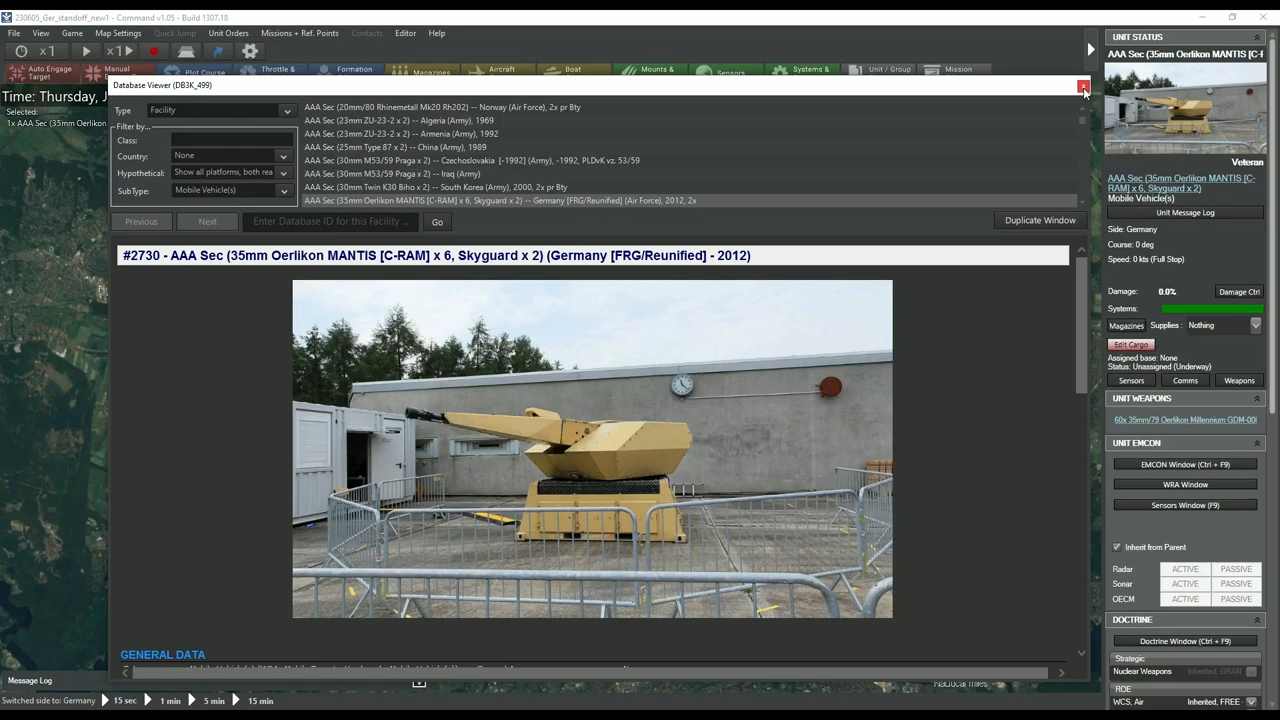 230605_Ger_standoff_new1 - Command v1.05 - Build 1307.18
File View Game Map Settings Quick Jump Unit Orders Missions + Ref. Points Contacts Editor Help
x1 x1
Auto Engage Target
Manual
Plot Course
Throttle &
Formation
Magazines
Aircraft
Boat
Mounts &
Sensors
Systems &
Unit / Group
Mission
Time: Thursday, J
Selected:
1x AAA Sec (35mm Oerlikon
Database Viewer (DB3K_499)
Type Facility
Filter by...
Class:
Country: None
Hypothetical: Show all platforms, both rea
SubType: Mobile Vehicle(s)
AAA Sec (20mm/80 Rhinemetall Mk20 Rh202) -- Norway (Air Force), 2x pr Bty
AAA Sec (23mm ZU-23-2 x 2) -- Algeria (Army), 1969
AAA Sec (23mm ZU-23-2 x 2) -- Armenia (Army), 1992
AAA Sec (25mm Type 87 x 2) -- China (Army), 1989
AAA Sec (30mm M53/59 Praga x 2) -- Czechoslovakia [-1992] (Army), -1992, PLDvK vz. 53/59
AAA Sec (30mm M53/59 Praga x 2) -- Iraq (Army)
AAA Sec (30mm Twin K30 Biho x 2) -- South Korea (Army), 2000, 2x pr Bty
AAA Sec (35mm Oerlikon MANTIS [C-RAM] x 6, Skyguard x 2) -- Germany [FRG/Reunified] (Air Force), 2012, 2x
Previous Next Enter Database ID for this Facility ... Go Duplicate Window
#2730 - AAA Sec (35mm Oerlikon MANTIS [C-RAM] x 6, Skyguard x 2) (Germany [FRG/Reunified] - 2012)
GENERAL DATA
Nautical miles
Message Log
Switched side to: Germany 15 sec 1 min 5 min 15 min
UNIT STATUS
AAA Sec (35mm Oerlikon MANTIS [C-F
Veteran
AAA Sec (35mm Oerlikon MANTIS [C-
RAM] x 6, Skyguard x 2)
Mobile Vehicle(s)
Unit Message Log
Side: Germany
Course: 0 deg
Speed: 0 kts (Full Stop)
Damage: 0.0% Damage Ctrl
Systems:
Magazines Supplies : Nothing
Edit Cargo
Assigned base: None
Status: Unassigned (Underway)
Sensors Comms Weapons
UNIT WEAPONS
60x 35mm/79 Oerlikon Millennium GDM-00
UNIT EMCON
EMCON Window (Ctrl + F9)
WRA Window
Sensors Window (F9)
Inherit from Parent
Radar ACTIVE PASSIVE
Sonar ACTIVE PASSIVE
OECM ACTIVE PASSIVE
DOCTRINE
Doctrine Window (Ctrl + F9)
Strategic
Nuclear Weapons Inherited, GRAN
ROE
WCS, Air Inherited, FREE